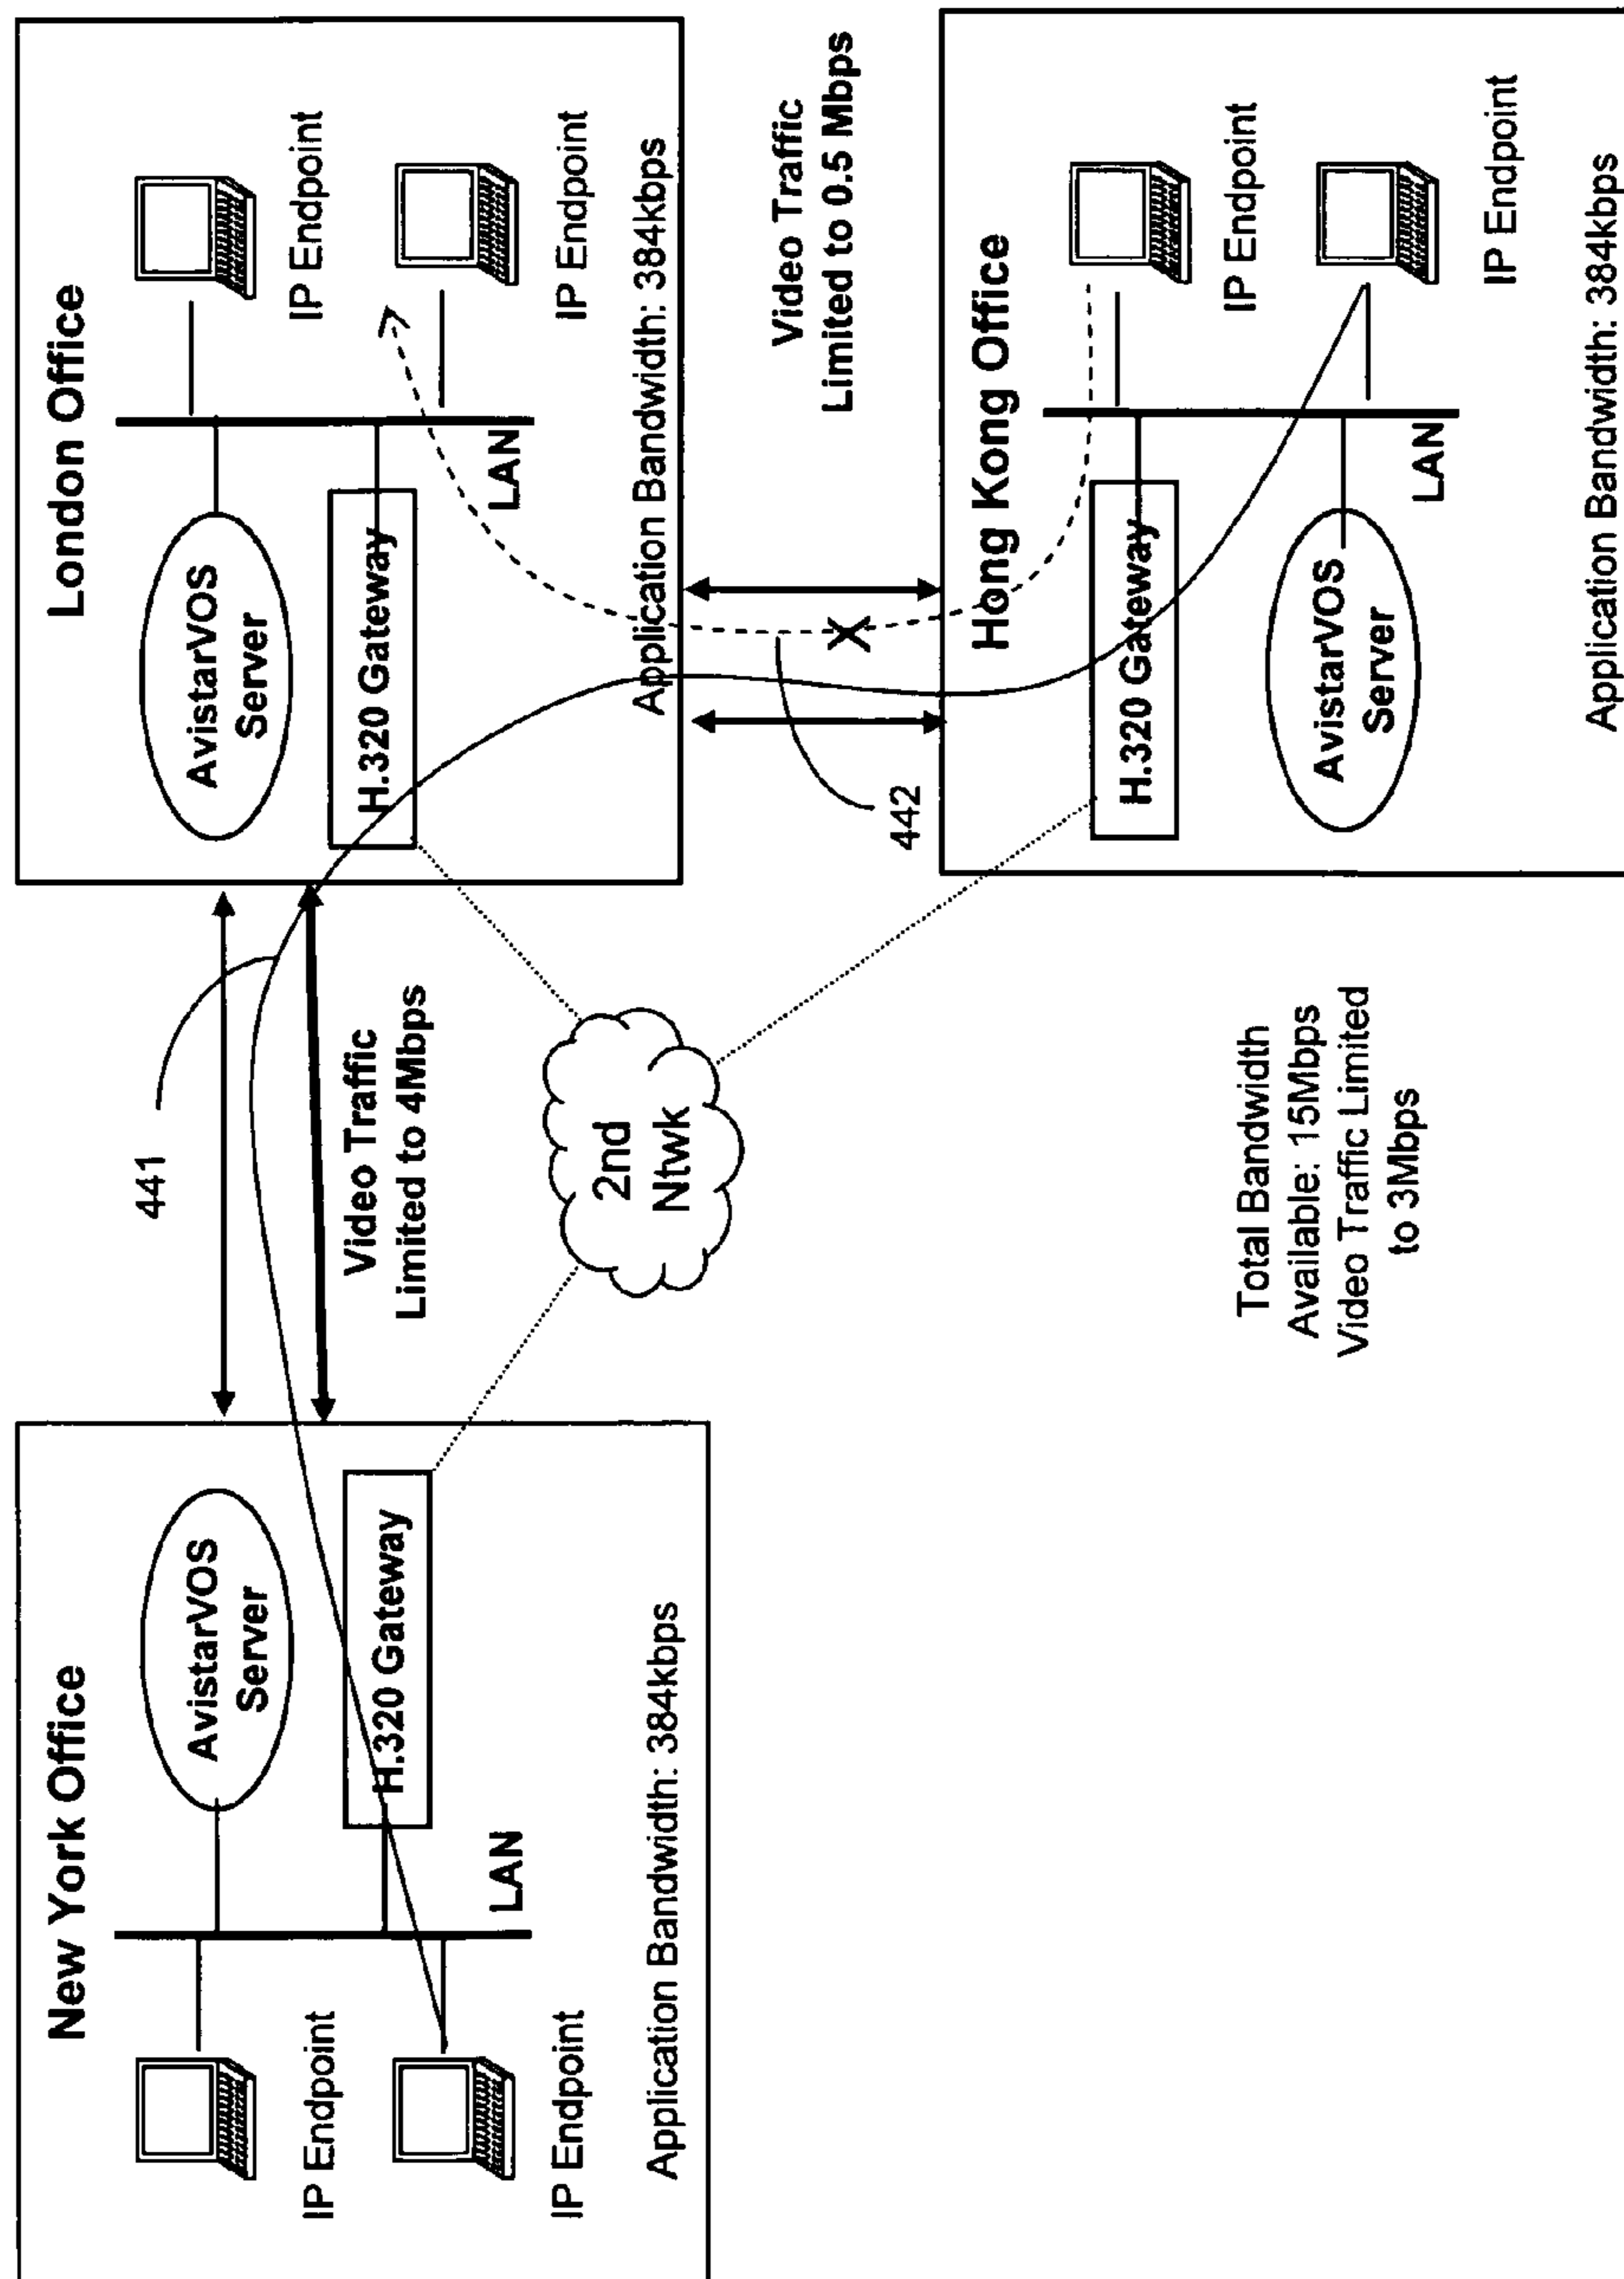 New York Office
AvistarVOS
Server
H.320 Gateway
LAN
IP Endpoint
IP Endpoint
Application Bandwidth: 384kbps
441
Video Traffic
Limited to 4Mbps
2nd
Ntwk
London Office
AvistarVOS
Server
H.320 Gateway
LAN
IP Endpoint
IP Endpoint
Application Bandwidth: 384kbps
442
Video Traffic
Limited to 0.5 Mbps
Total Bandwidth
Available: 15Mbps
Video Traffic Limited
to 3Mbps
Hong Kong Office
H.320 Gateway
AvistarVOS
Server
LAN
IP Endpoint
IP Endpoint
Application Bandwidth: 384kbps